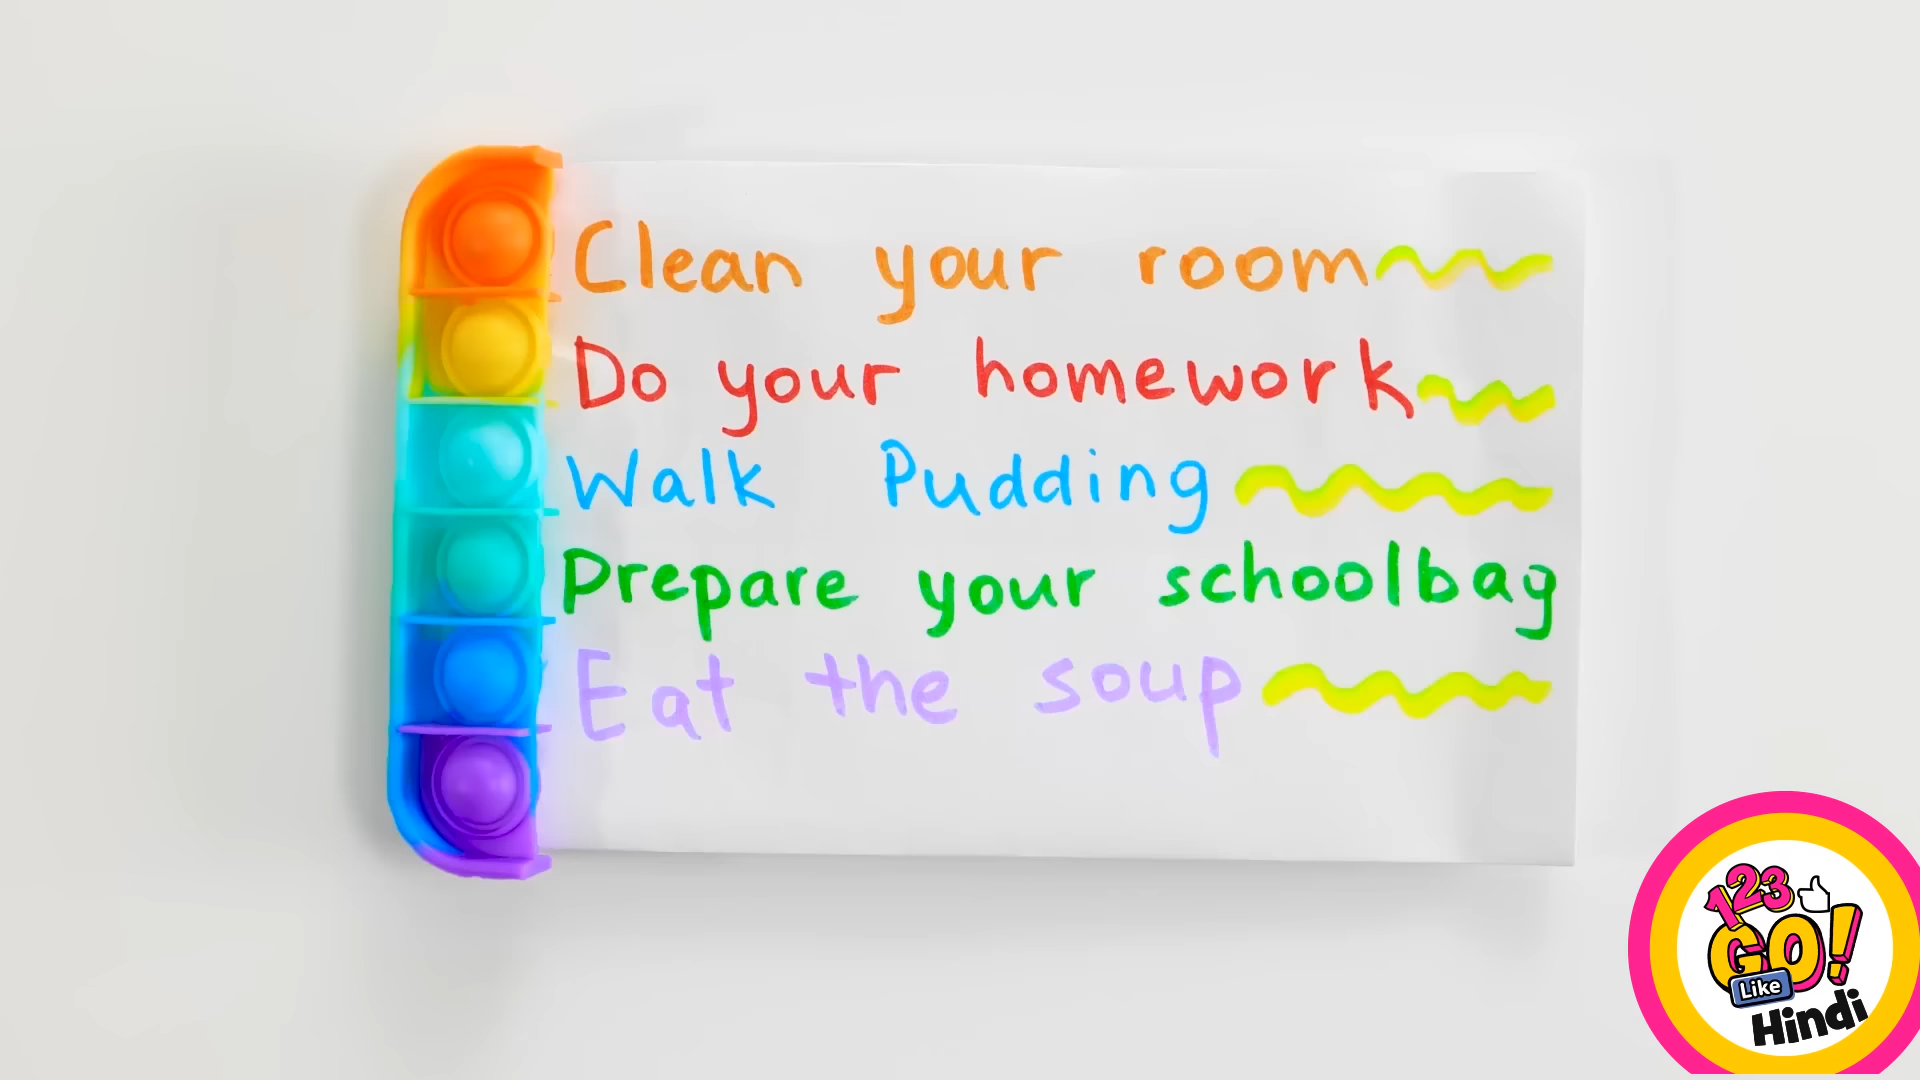 Clean your room
Do your homework
Walk Pudding
Prepare your schoolbag
Eat the soup
123
GO!
Like
Hindi